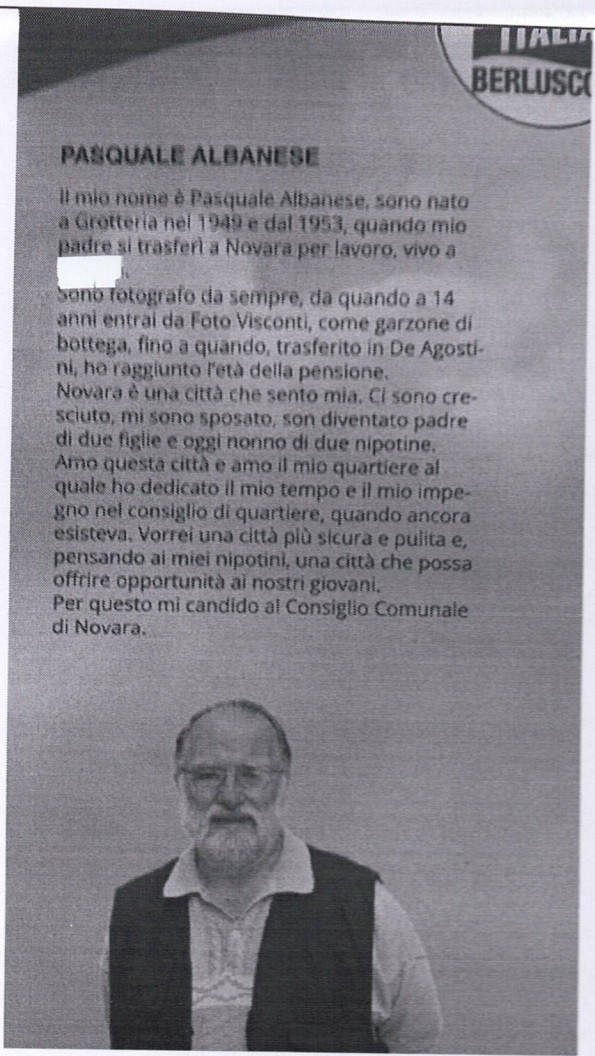 ITALIA
BERLUSCO
PASQUALE ALBANESE
Il mio nome è Pasquale Albanese, sono nato
a Grotteria nel 1949 e dal 1953, quando mio
padre si trasferì a Novara per lavoro, vivo a
Sono fotografo da sempre, da quando a 14
anni entrai da Foto Visconti, come garzone di
bottega, fino a quando, trasferito in De Agosti-
ni, ho raggiunto l'età della pensione.
Novara è una città che sento mia. Ci sono cre-
sciuto, mi sono sposato, son diventato padre
di due figlie e oggi nonno di due nipotine.
Amo questa città e amo il mio quartiere al
quale ho dedicato il mio tempo e il mio impe-
gno nel consiglio di quartiere, quando ancora
esisteva. Vorrei una città più sicura e pulita e,
pensando ai miei nipotini, una città che possa
offrire opportunità ai nostri giovani.
Per questo mi candido al Consiglio Comunale
di Novara.